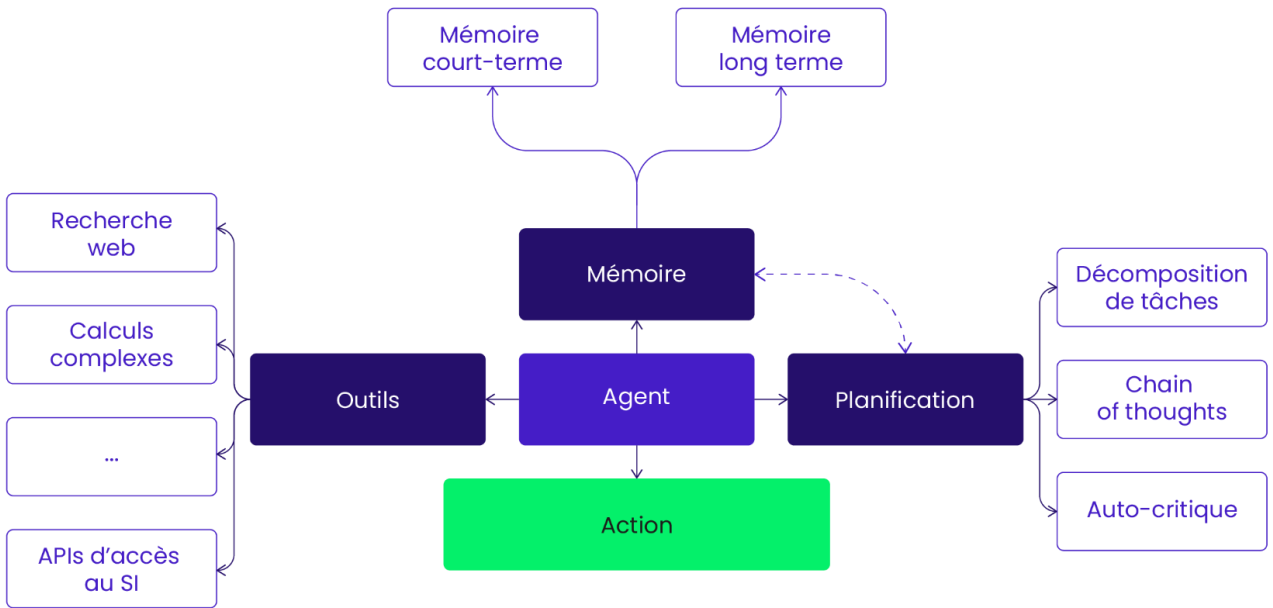 Mémoire
court-terme
Mémoire
long terme
Recherche
web
Mémoire
Décomposition
de tâches
Calculs
complexes
Outils
Agent
Planification
Chain
of thoughts
...
Action
Auto-critique
APIs d’accès
au SI